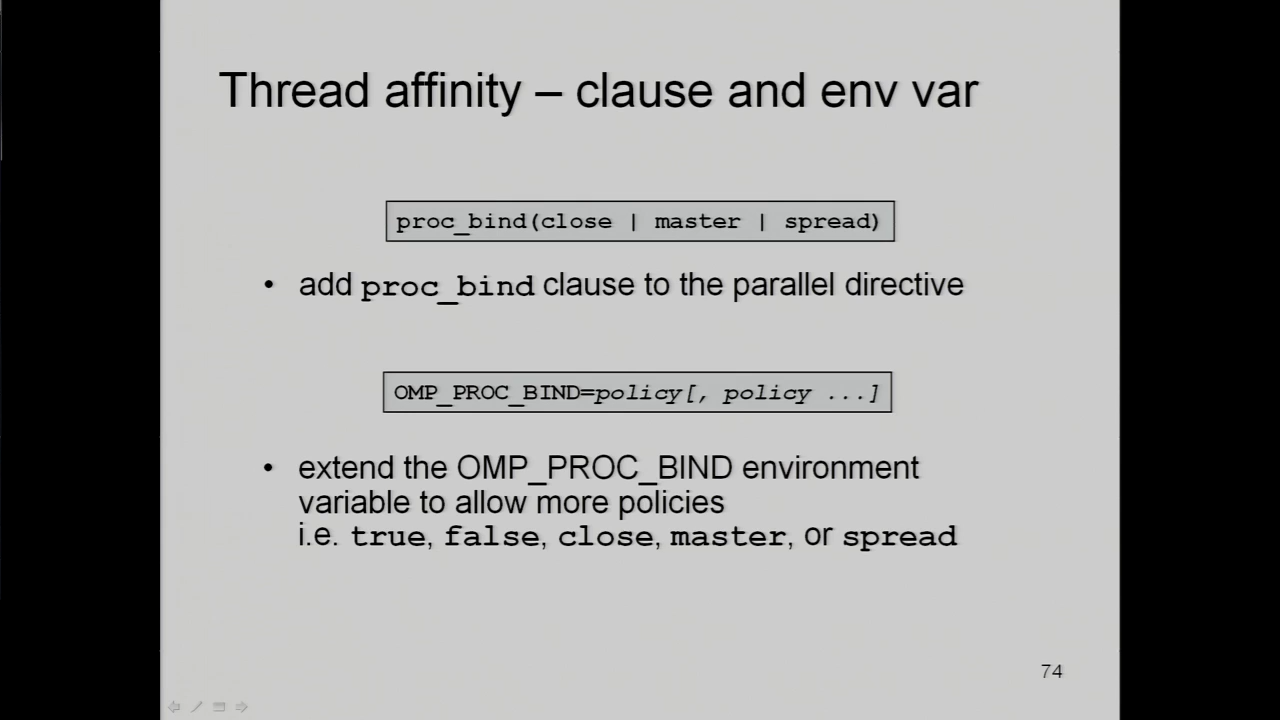 Thread affinity – clause and env var
proc_bind(close | master | spread)
• add proc_bind clause to the parallel directive
OMP_PROC_BIND=policy[, policy ...]
• extend the OMP_PROC_BIND environment
variable to allow more policies
i.e. true, false, close, master, or spread
74